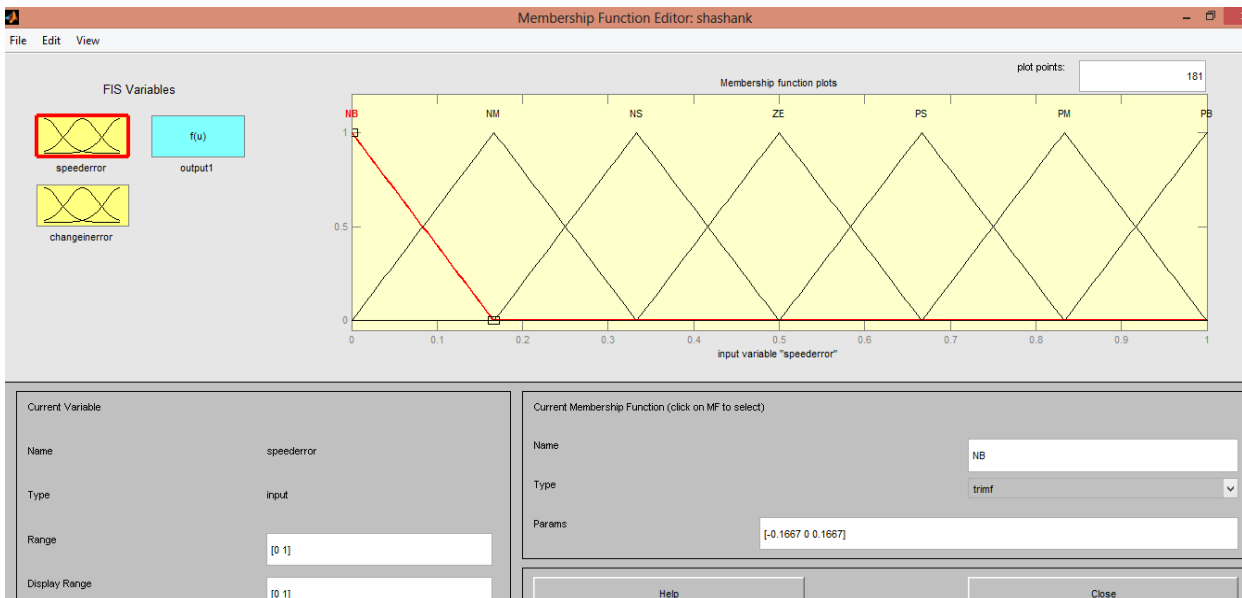 Membership Function Editor: shashank
File Edit View
FIS Variables
speederror
f(u)
output1
changeinerror
plot points:
181
Membership function plots
NB NM NS ZE PS PM PB
1
0.5
0
0 0.1 0.2 0.3 0.4 0.5 0.6 0.7 0.8 0.9 1
input variable "speederror"
Current Variable
Name speederror
Type input
Range [0 1]
Display Range [0 1]
Current Membership Function (click on MF to select)
Name NB
Type trimf
Params [-0.1667 0 0.1667]
Help Close